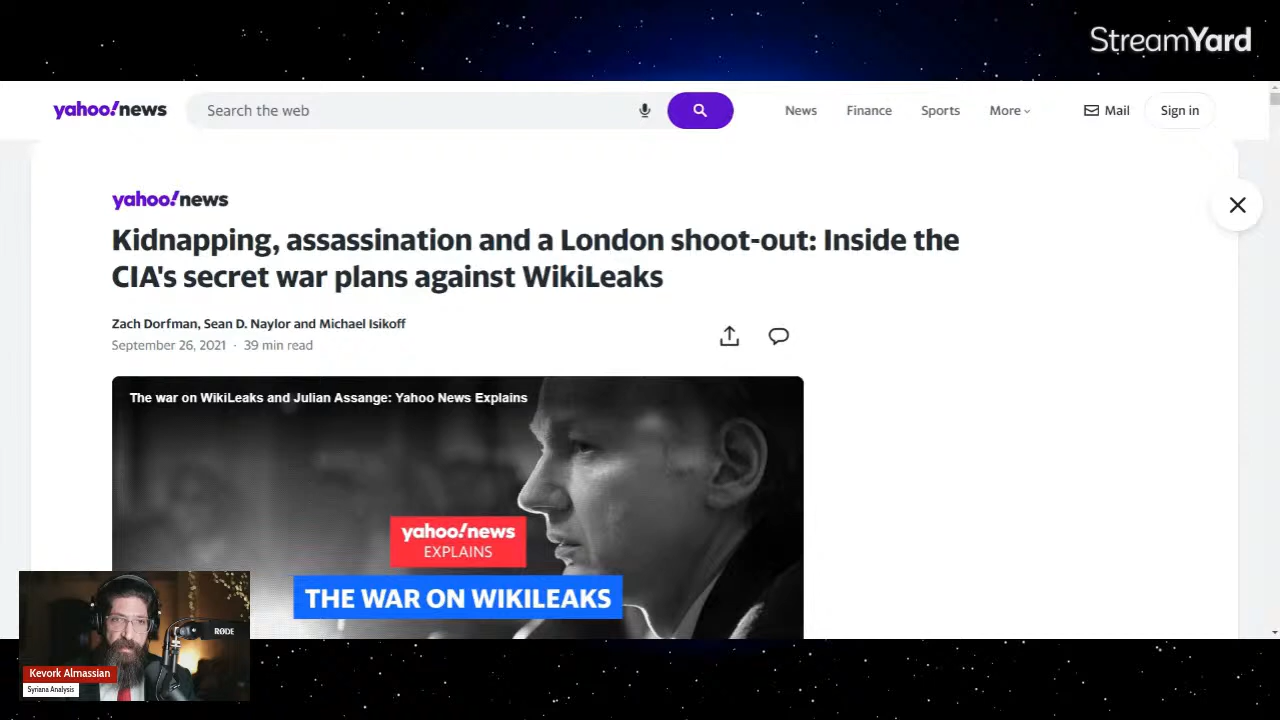 StreamYard
yahoo!news
Search the web
News
Finance
Sports
More
Mail
Sign in
yahoo!news
Kidnapping, assassination and a London shoot-out: Inside the
CIA's secret war plans against WikiLeaks
Zach Dorfman, Sean D. Naylor and Michael Isikoff
September 26, 2021 · 39 min read
The war on WikiLeaks and Julian Assange: Yahoo News Explains
yahoo!news
EXPLAINS
THE WAR ON WIKILEAKS
RØDE
Kevork Almassian
Syriana Analysis